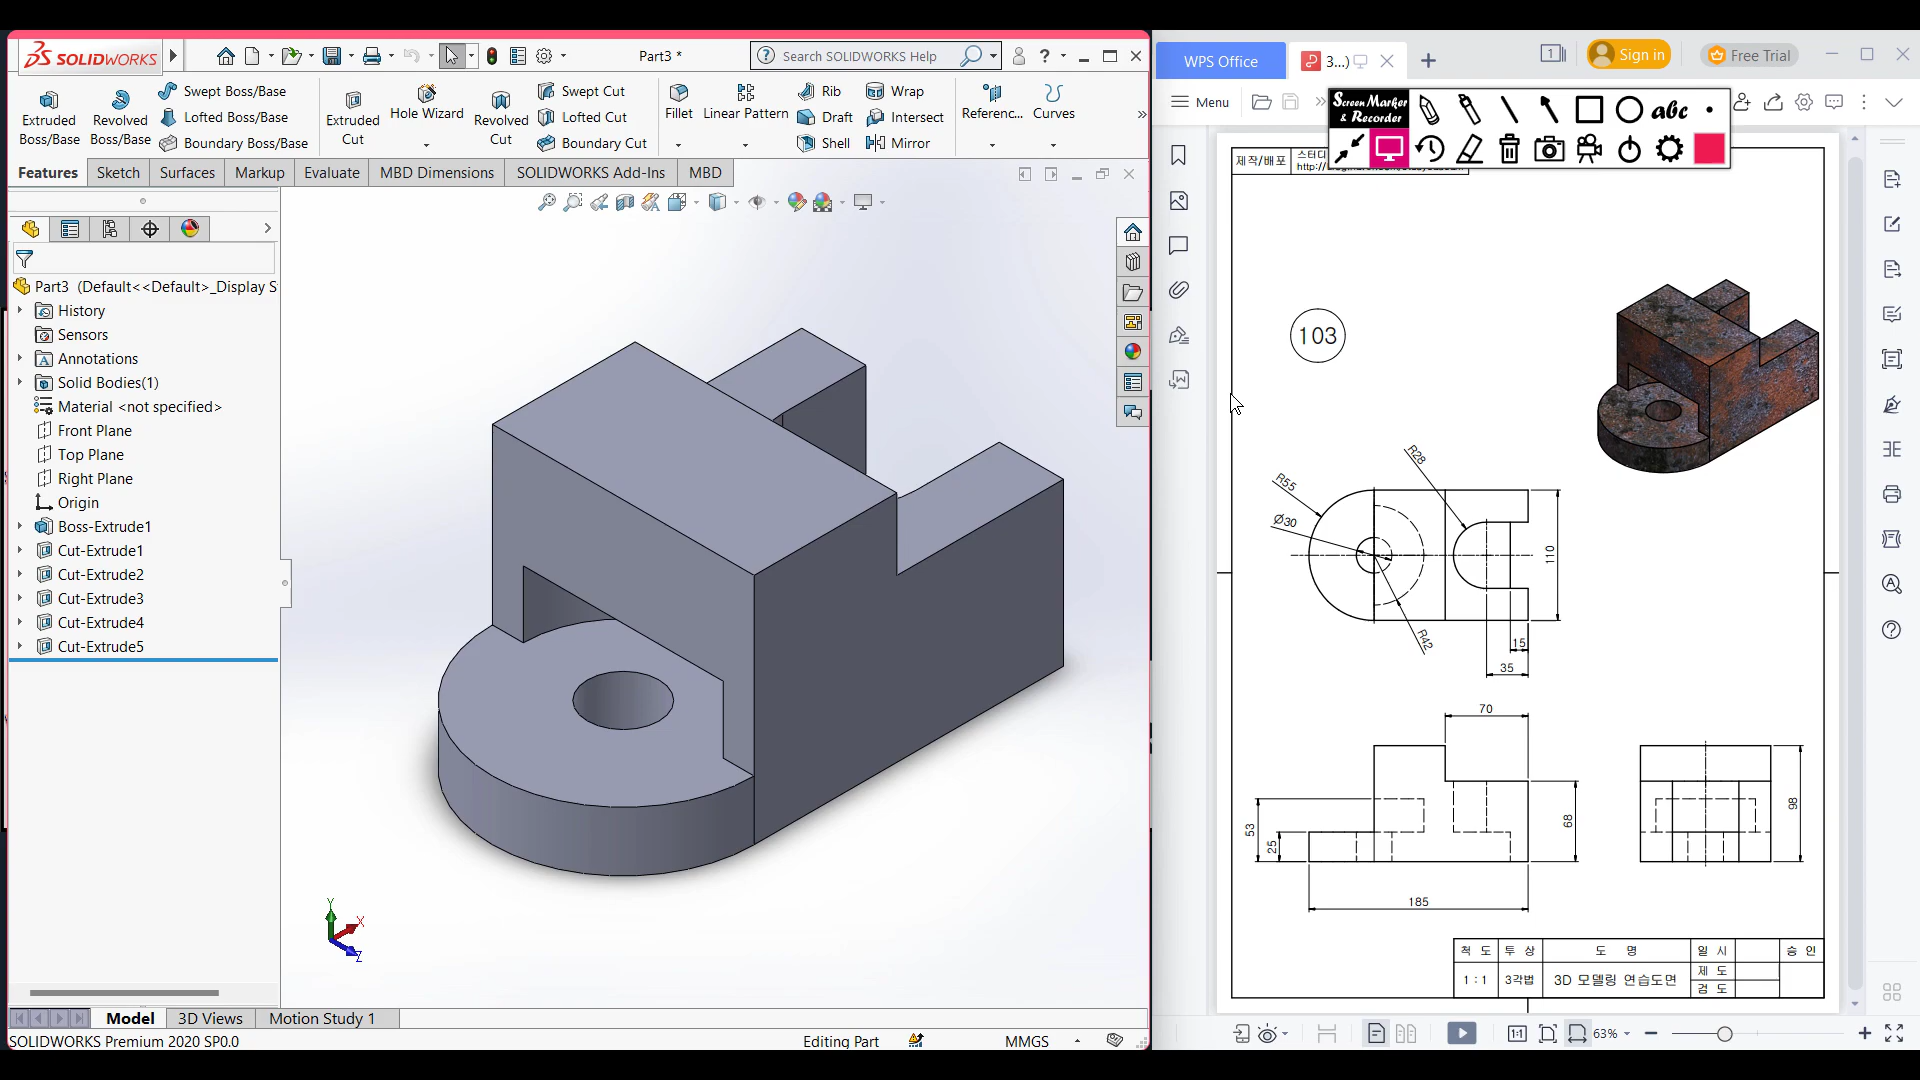 SOLIDWORKS
Part3 *
Search SOLIDWORKS Help
Extruded Boss/Base
Revolved Boss/Base
Swept Boss/Base
Lofted Boss/Base
Boundary Boss/Base
Extruded Cut
Hole Wizard
Revolved Cut
Swept Cut
Lofted Cut
Boundary Cut
Fillet
Linear Pattern
Rib
Draft
Shell
Wrap
Intersect
Mirror
Referenc...
Curves
Features
Sketch
Surfaces
Markup
Evaluate
MBD Dimensions
SOLIDWORKS Add-Ins
MBD
Part3 (Default<<Default>_Display S
History
Sensors
Annotations
Solid Bodies(1)
Material <not specified>
Front Plane
Top Plane
Right Plane
Origin
Boss-Extrude1
Cut-Extrude1
Cut-Extrude2
Cut-Extrude3
Cut-Extrude4
Cut-Extrude5
Y
X
Z
Model
3D Views
Motion Study 1
SOLIDWORKS Premium 2020 SP0.0
Editing Part
MMGS
WPS Office
3...)
1
Sign in
Free Trial
Menu
Screen Marker & Recorder
abc
제작/배포
스터디
103
R28
R55
Ø30
110
R42
15
35
70
53
25
68
98
185
척 도
투 상
도 명
일 시
승 인
1 : 1
3각법
3D 모델링 연습도면
제 도
검 도
63%